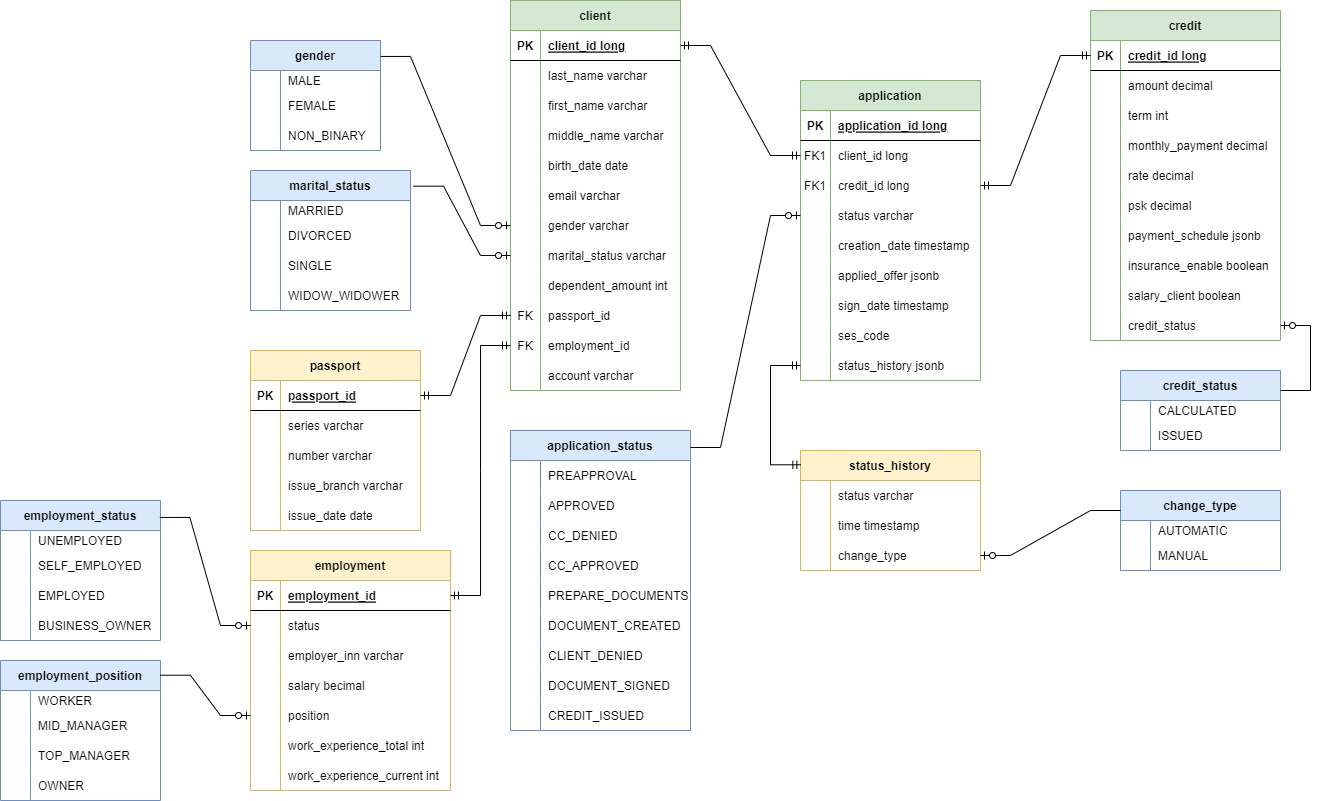 client
PK client_id long
last_name varchar
first_name varchar
middle_name varchar
birth_date date
email varchar
gender varchar
marital_status varchar
dependent_amount int
FK passport_id
FK employment_id
account varchar
gender
MALE
FEMALE
NON_BINARY
marital_status
MARRIED
DIVORCED
SINGLE
WIDOW_WIDOWER
passport
PK passport_id
series varchar
number varchar
issue_branch varchar
issue_date date
employment_status
UNEMPLOYED
SELF_EMPLOYED
EMPLOYED
BUSINESS_OWNER
employment_position
WORKER
MID_MANAGER
TOP_MANAGER
OWNER
employment
PK employment_id
status
employer_inn varchar
salary becimal
position
work_experience_total int
work_experience_current int
application_status
PREAPPROVAL
APPROVED
CC_DENIED
CC_APPROVED
PREPARE_DOCUMENTS
DOCUMENT_CREATED
CLIENT_DENIED
DOCUMENT_SIGNED
CREDIT_ISSUED
application
PK application_id long
FK1 client_id long
FK1 credit_id long
status varchar
creation_date timestamp
applied_offer jsonb
sign_date timestamp
ses_code
status_history jsonb
status_history
status varchar
time timestamp
change_type
credit
PK credit_id long
amount decimal
term int
monthly_payment decimal
rate decimal
psk decimal
payment_schedule jsonb
insurance_enable boolean
salary_client boolean
credit_status
credit_status
CALCULATED
ISSUED
change_type
AUTOMATIC
MANUAL